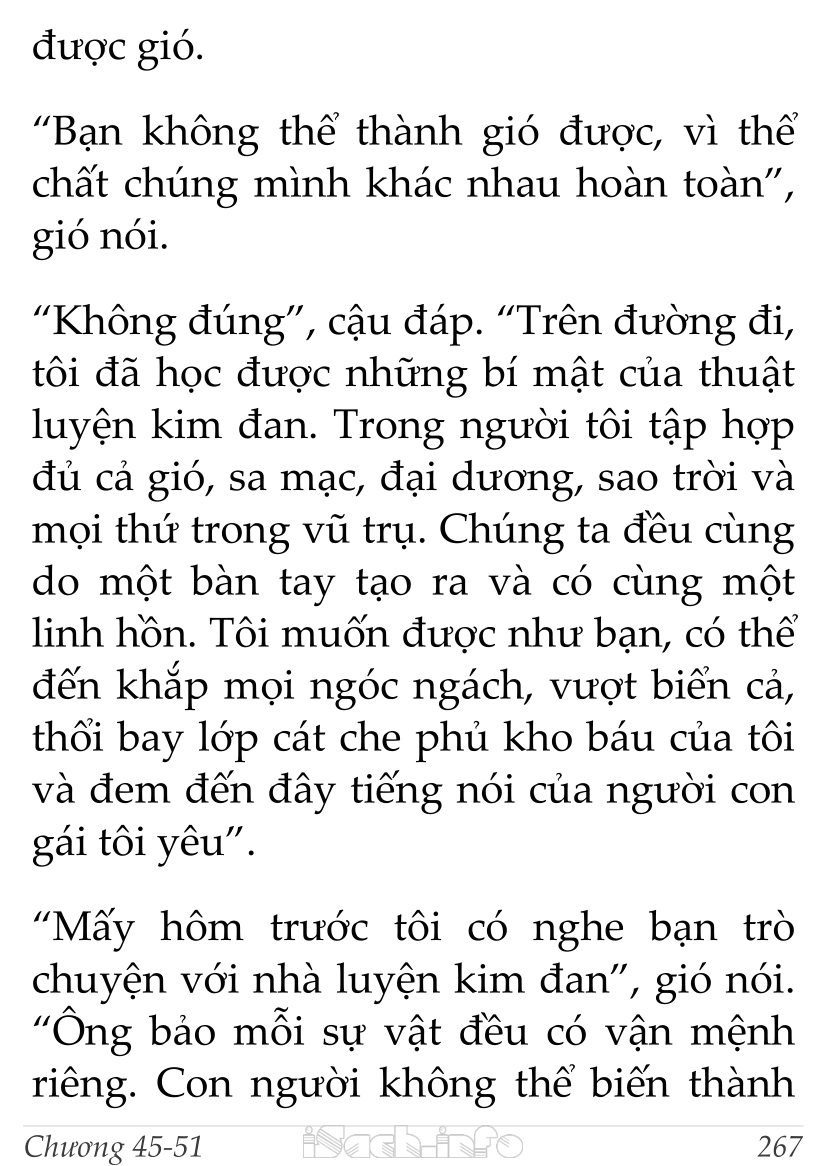 được gió.
“Bạn không thể thành gió được, vì thể
chất chúng mình khác nhau hoàn toàn”,
gió nói.
“Không đúng”, cậu đáp. “Trên đường đi,
tôi đã học được những bí mật của thuật
luyện kim đan. Trong người tôi tập hợp
đủ cả gió, sa mạc, đại dương, sao trời và
mọi thứ trong vũ trụ. Chúng ta đều cùng
do một bàn tay tạo ra và có cùng một
linh hồn. Tôi muốn được như bạn, có thể
đến khắp mọi ngóc ngách, vượt biển cả,
thổi bay lớp cát che phủ kho báu của tôi
và đem đến đây tiếng nói của người con
gái tôi yêu”.
“Mấy hôm trước tôi có nghe bạn trò
chuyện với nhà luyện kim đan”, gió nói.
“Ông bảo mỗi sự vật đều có vận mệnh
riêng. Con người không thể biến thành
Chương 45-51 iSach.info 267